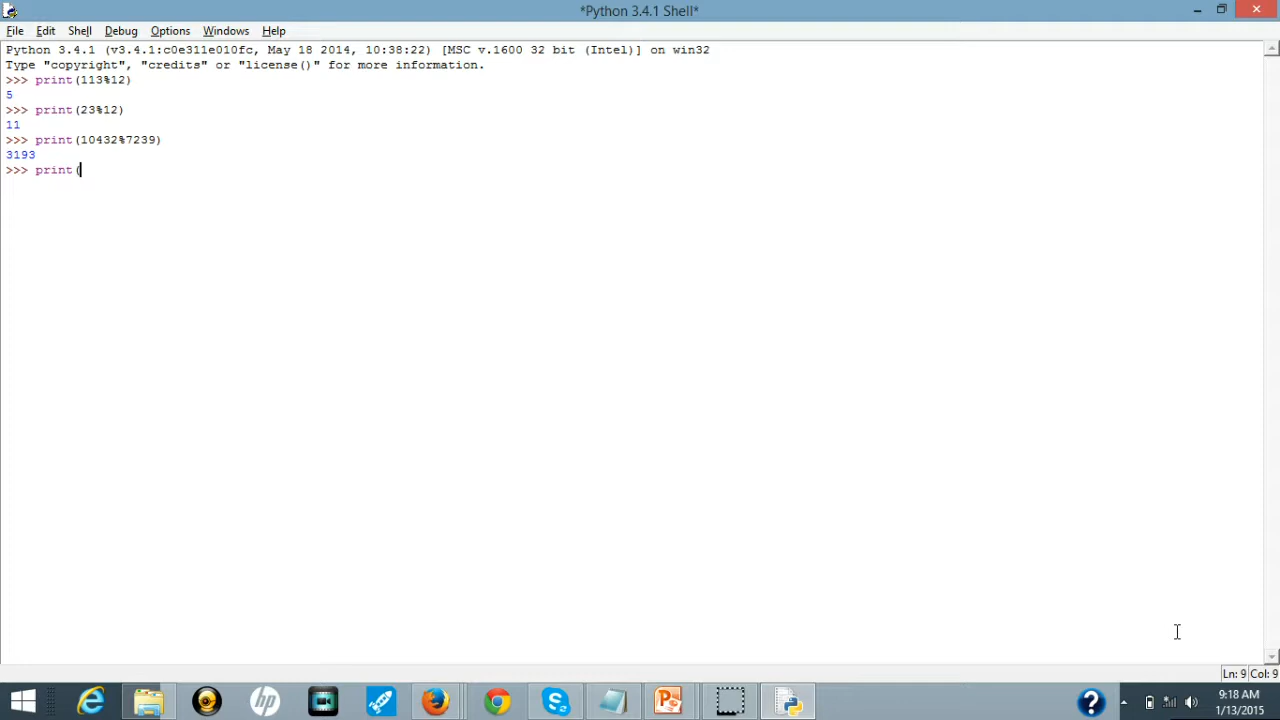 *Python 3.4.1 Shell*
File Edit Shell Debug Options Windows Help
Python 3.4.1 (v3.4.1:c0e311e010fc, May 18 2014, 10:38:22) [MSC v.1600 32 bit (Intel)] on win32
Type "copyright", "credits" or "license()" for more information.
>>> print(113%12)
5
>>> print(23%12)
11
>>> print(10432%7239)
3193
>>> print(
Ln: 9 Col: 9
9:18 AM
1/13/2015